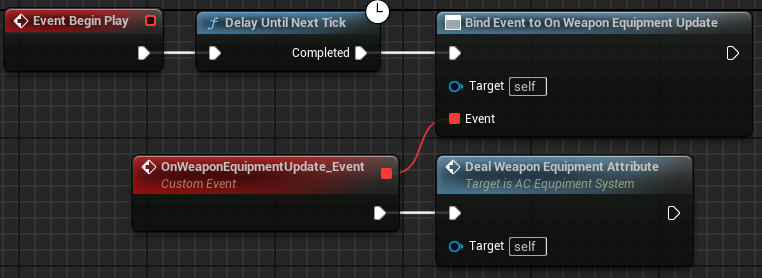 Event Begin Play
Delay Until Next Tick
Completed
Bind Event to On Weapon Equipment Update
Target self
Event
OnWeaponEquipmentUpdate_Event
Custom Event
Deal Weapon Equipment Attribute
Target is AC Equipiment System
Target self